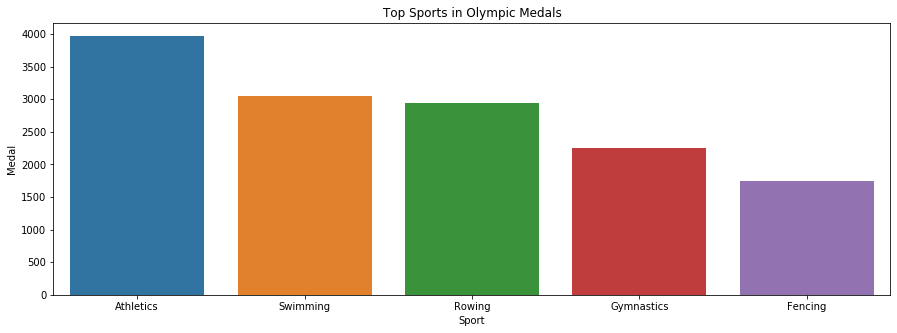 Top Sports in Olympic Medals
4000
3500
3000
2500
2000
1500
1000
500
0
Medal
Athletics Swimming Rowing Gymnastics Fencing
Sport